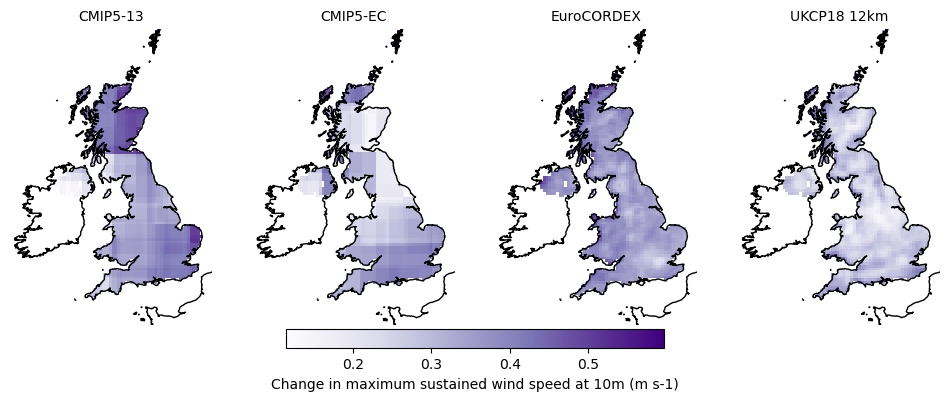 CMIP5-13
CMIP5-EC
EuroCORDEX
UKCP18 12km
0.2
0.3
0.4
0.5
Change in maximum sustained wind speed at 10m (m s-1)